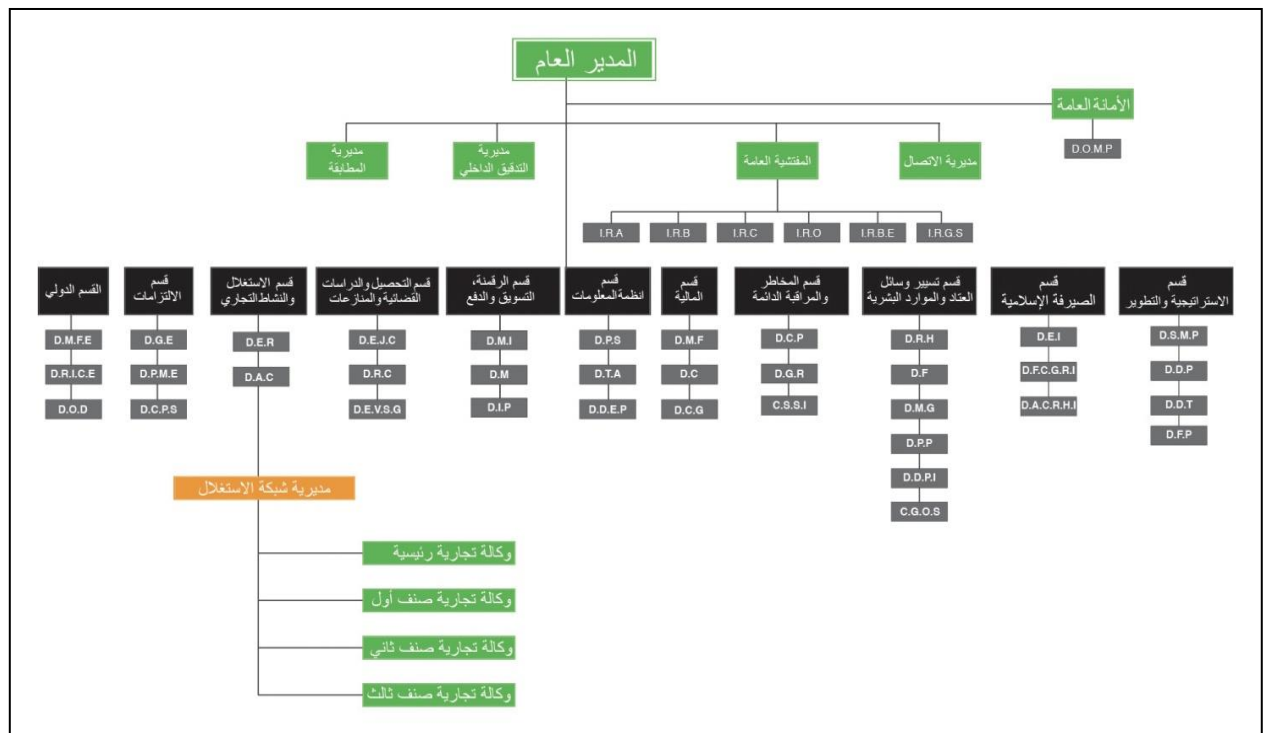 المدير العام
الأمانة العامة
D.O.M.P
مديرية الاتصال
المفتشية العامة
مديرية
التدقيق الداخلي
مديرية
المطابقة
I.R.A
I.R.B
I.R.C
I.R.O
I.R.B.E
I.R.G.S
قسم
الاستراتيجية والتطوير
D.S.M.P
D.D.P
D.D.T
D.F.P
قسم
الصيرفة الإسلامية
D.E.I
D.F.C.G.R.I
D.A.C.R.H.I
قسم تسيير وسائل
العتاد والموارد البشرية
D.R.H
D.F
D.M.G
D.P.P
D.D.P.I
C.G.O.S
قسم المخاطر
والمراقبة الدائمة
D.C.P
D.G.R
C.S.S.I
قسم
المالية
D.M.F
D.C
D.C.G
قسم
انظمة المعلومات
D.P.S
D.T.A
D.D.E.P
قسم الرقمنة،
التسويق والدفع
D.M.I
D.M
D.I.P
قسم التحصيل والدراسات
القضائية والمنازعات
D.E.J.C
D.R.C
D.E.V.S.G
قسم الاستغلال
والنشاط التجاري
D.E.R
D.A.C
قسم
الالتزامات
D.G.E
D.P.M.E
D.C.P.S
القسم الدولي
D.M.F.E
D.R.I.C.E
D.O.D
مديرية شبكة الاستغلال
وكالة تجارية رئيسية
وكالة تجارية صنف أول
وكالة تجارية صنف ثاني
وكالة تجارية صنف ثالث